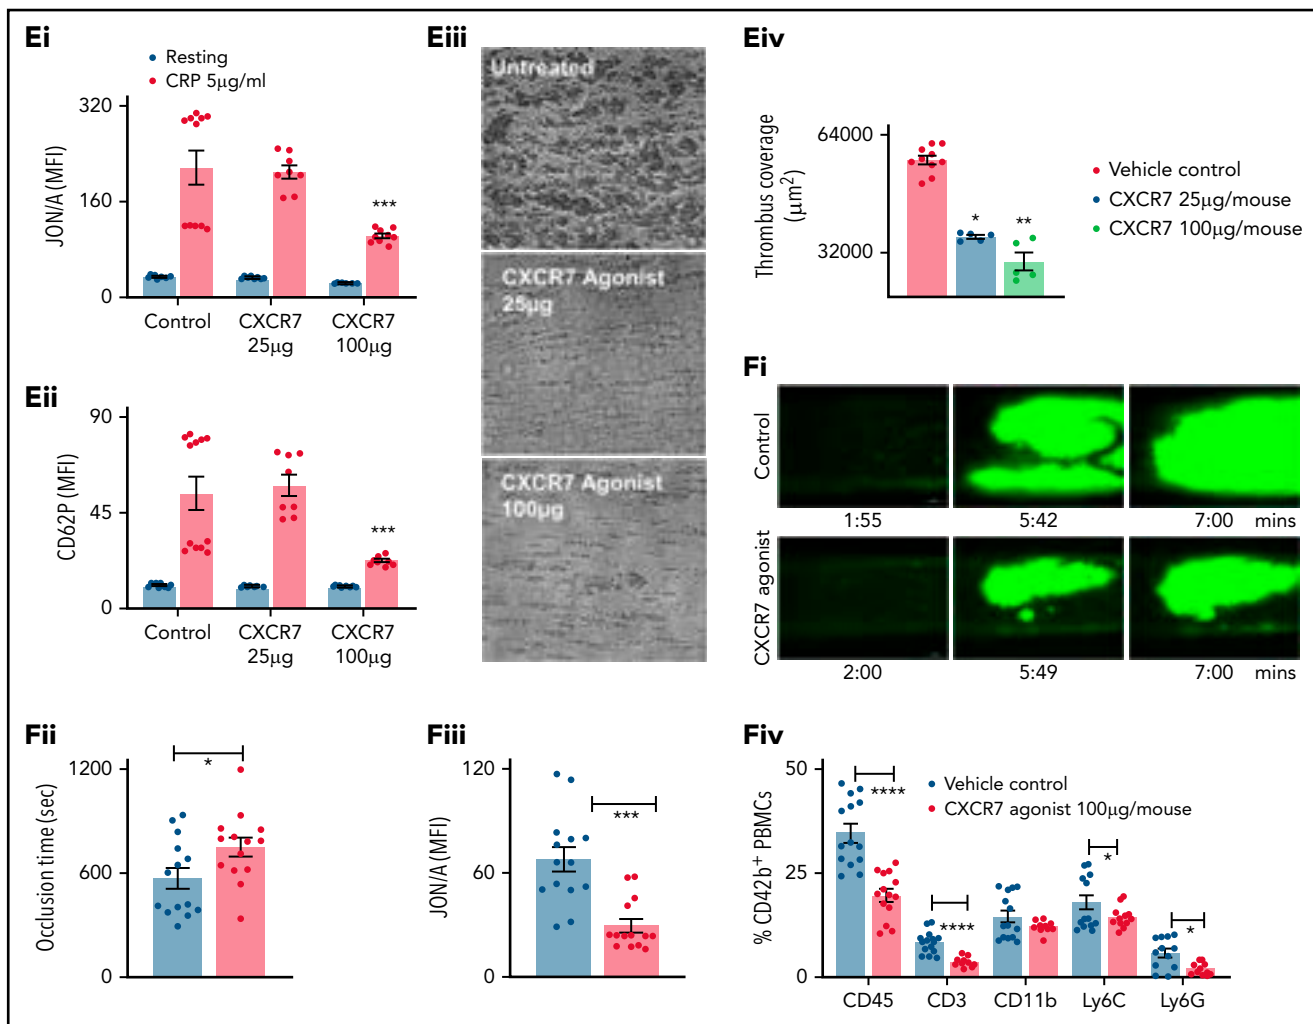 Ei
Resting
CRP 5μg/ml
JON/A (MFI)
320
160
0
***
Control
CXCR7
25μg
CXCR7
100μg
Eii
CD62P (MFI)
90
45
0
***
Control
CXCR7
25μg
CXCR7
100μg
Eiii
Untreated
CXCR7 Agonist
25μg
CXCR7 Agonist
100μg
Eiv
Thrombus coverage
(μm²)
64000
32000
*
**
Vehicle control
CXCR7 25μg/mouse
CXCR7 100μg/mouse
Fi
Control
1:55
5:42
7:00 mins
CXCR7 agonist
2:00
5:49
7:00 mins
Fii
Occlusion time (sec)
1200
600
0
*
Fiii
JON/A (MFI)
120
60
0
***
Fiv
% CD42b⁺ PBMCs
50
25
0
Vehicle control
CXCR7 agonist 100μg/mouse
****
****
*
*
CD45
CD3
CD11b
Ly6C
Ly6G